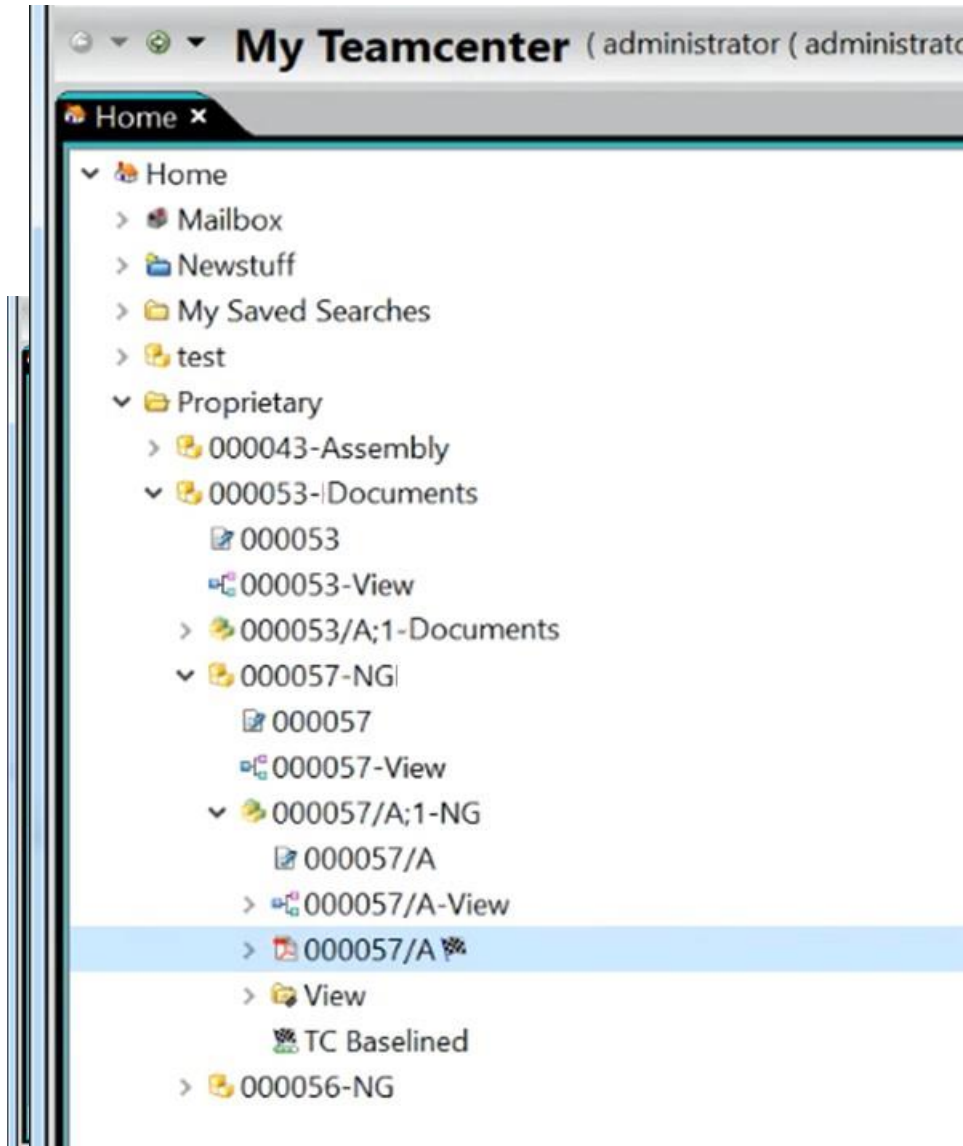 My Teamcenter ( administrator ( administrato
Home
Home
Mailbox
Newstuff
My Saved Searches
test
Proprietary
000043-Assembly
000053-Documents
000053
000053-View
000053/A;1-Documents
000057-NG
000057
000057-View
000057/A;1-NG
000057/A
000057/A-View
000057/A
View
TC Baselined
000056-NG